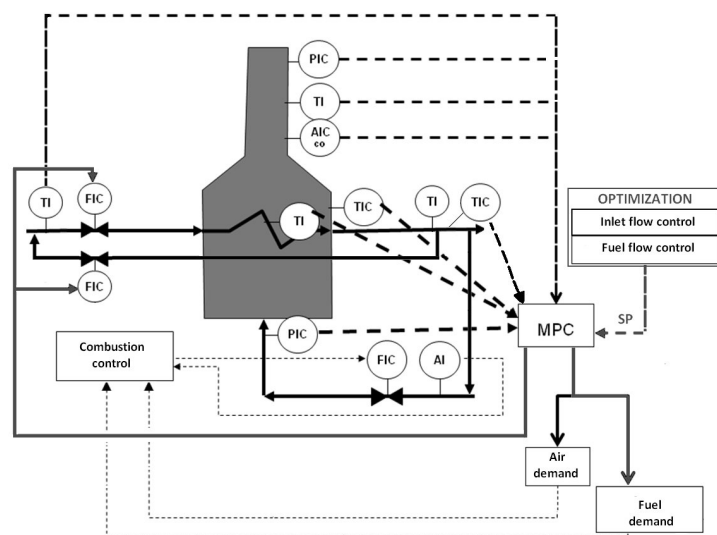 PIC
TI
AIC
co
TI
FIC
TI
TIC
TI
TIC
OPTIMIZATION
Inlet flow control
Fuel flow control
FIC
SP
MPC
PIC
Combustion
control
FIC
AI
Air
demand
Fuel
demand